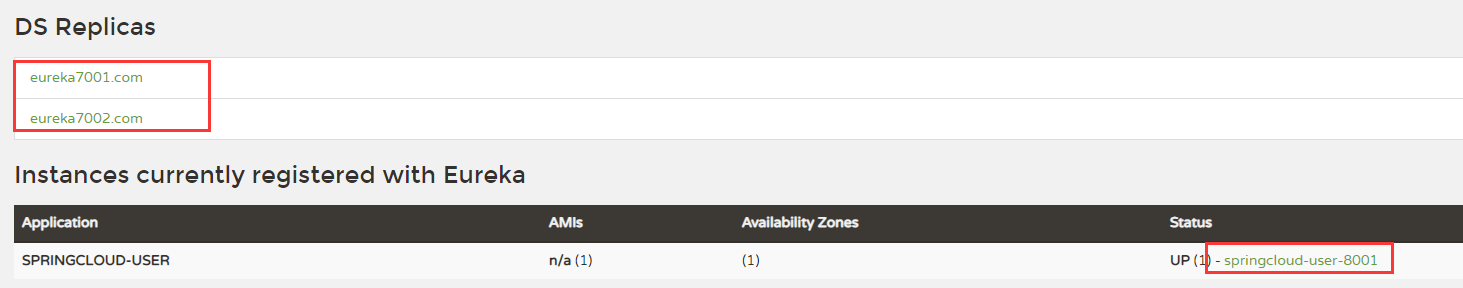 DS Replicas
eureka7001.com
eureka7002.com
Instances currently registered with Eureka
Application AMIs Availability Zones Status
SPRINGCLOUD-USER n/a (1) (1) UP (1) - springcloud-user-8001